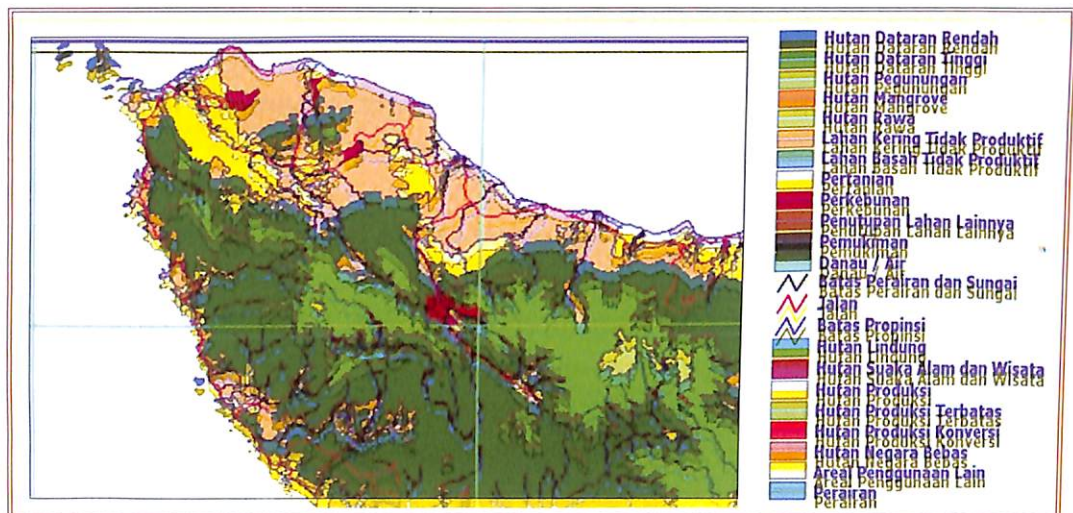 Hutan Dataran Rendah
Hutan Dataran Tinggi
Hutan Pegunungan
Hutan Mangrove
Hutan Rawa
Lahan Kering Tidak Produktif
Lahan Basah Tidak Produktif
Pertanian
Perkebunan
Penutupan Lahan Lainnya
Pemukiman
Danau / Air
Batas Perairan dan Sungai
Jalan
Batas Propinsi
Hutan Lindung
Hutan Suaka Alam dan Wisata
Hutan Produksi
Hutan Produksi Terbatas
Hutan Produksi Konversi
Hutan Negara Bebas
Areal Penggunaan Lain
Perairan